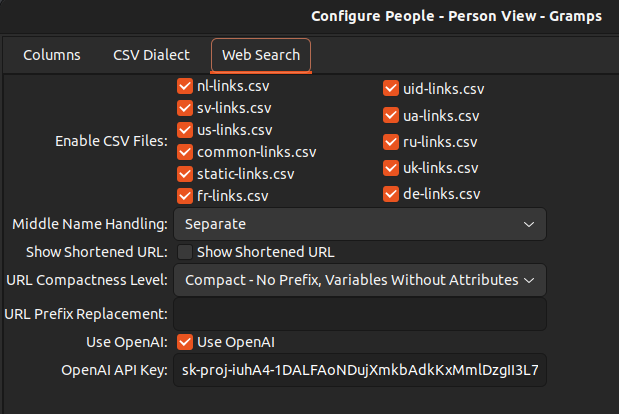 Configure People - Person View - Gramps
Columns CSV Dialect Web Search
Enable CSV Files:
nl-links.csv
sv-links.csv
us-links.csv
common-links.csv
static-links.csv
fr-links.csv
uid-links.csv
ua-links.csv
ru-links.csv
uk-links.csv
de-links.csv
Middle Name Handling: Separate
Show Shortened URL: Show Shortened URL
URL Compactness Level: Compact - No Prefix, Variables Without Attributes
URL Prefix Replacement:
Use OpenAI: Use OpenAI
OpenAI API Key: sk-proj-iuhA4-1DALFAoNDujXmkbAdkKxMmlDzgII3L7